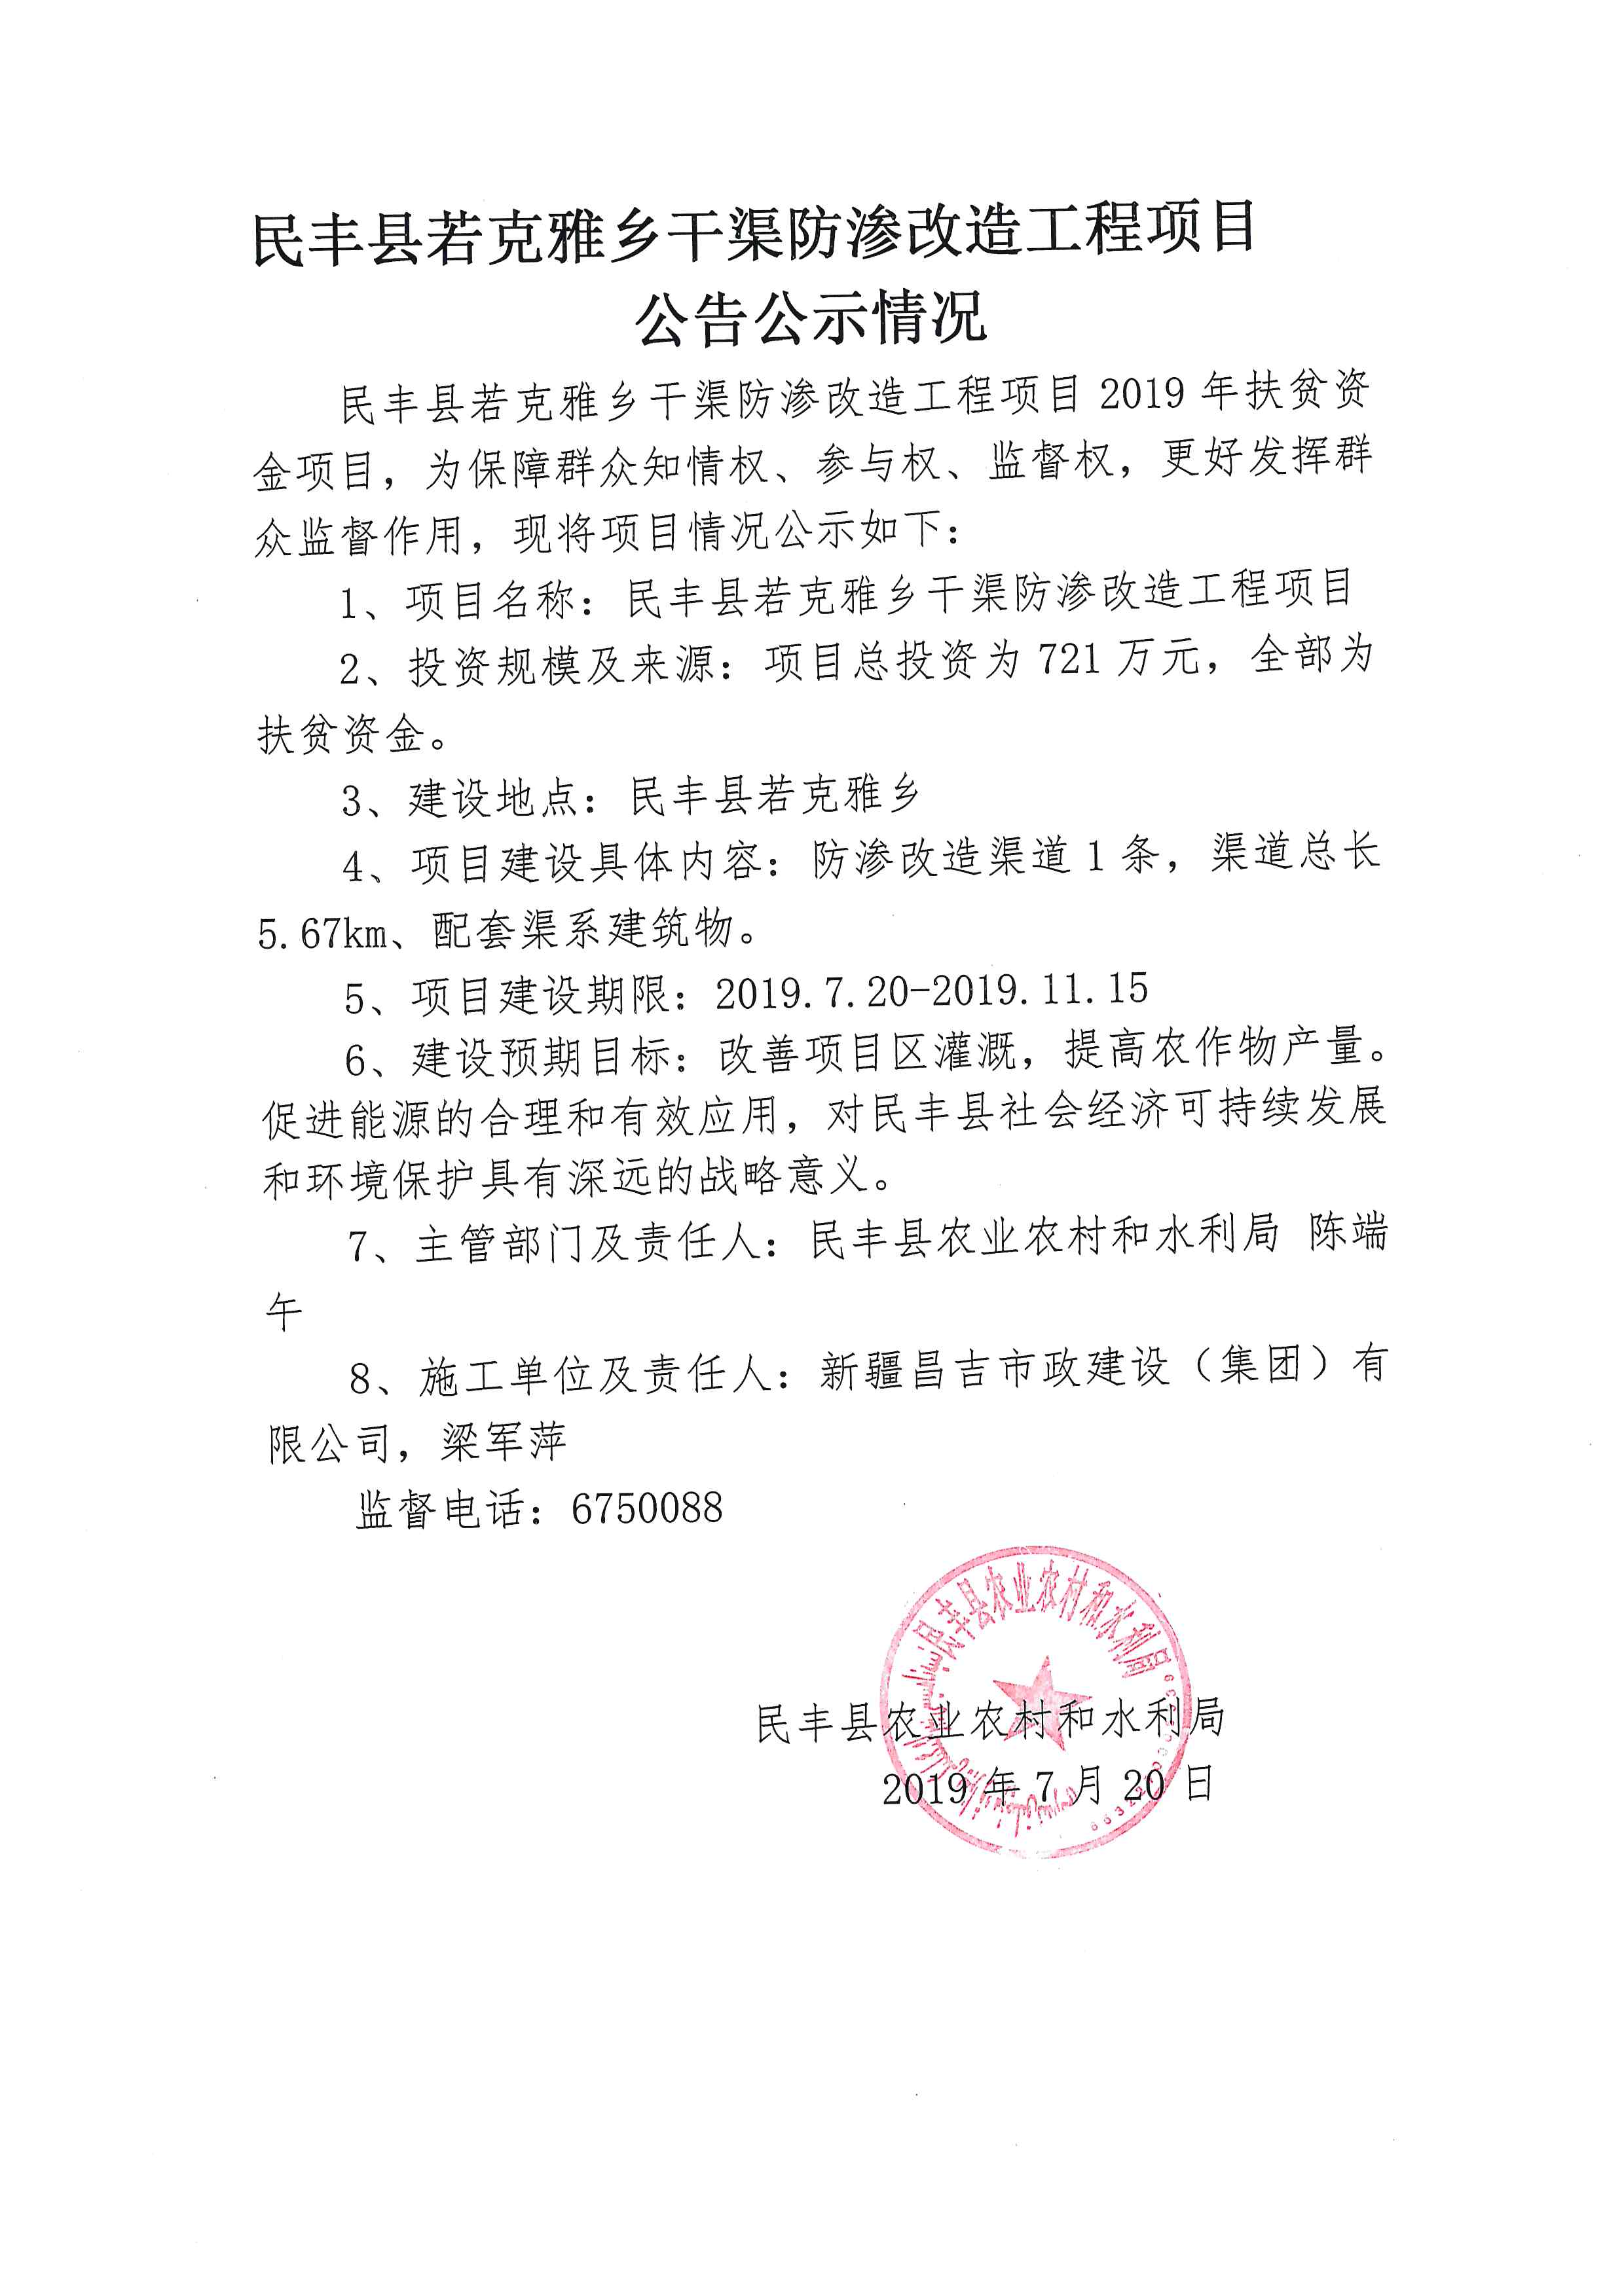 民丰县若克雅乡干渠防渗改造工程项目
公告公示情况
民丰县若克雅乡干渠防渗改造工程项目 2019 年扶贫资
金项目，为保障群众知情权、参与权、监督权，更好发挥群
众监督作用，现将项目情况公示如下：
1、项目名称：民丰县若克雅乡干渠防渗改造工程项目
2、投资规模及来源：项目总投资为 721 万元，全部为
扶贫资金。
3、建设地点：民丰县若克雅乡
4、项目建设具体内容：防渗改造渠道 1 条，渠道总长
5.67km、配套渠系建筑物。
5、项目建设期限：2019.7.20-2019.11.15
6、建设预期目标：改善项目区灌溉，提高农作物产量。
促进能源的合理和有效应用，对民丰县社会经济可持续发展
和环境保护具有深远的战略意义。
7、主管部门及责任人：民丰县农业农村和水利局 陈端
午
8、施工单位及责任人：新疆昌吉市政建设（集团）有
限公司，梁军萍
监督电话：6750088
民丰县农业农村和水利局
民丰县农业农村和水利局
2019 年 7 月 20 日